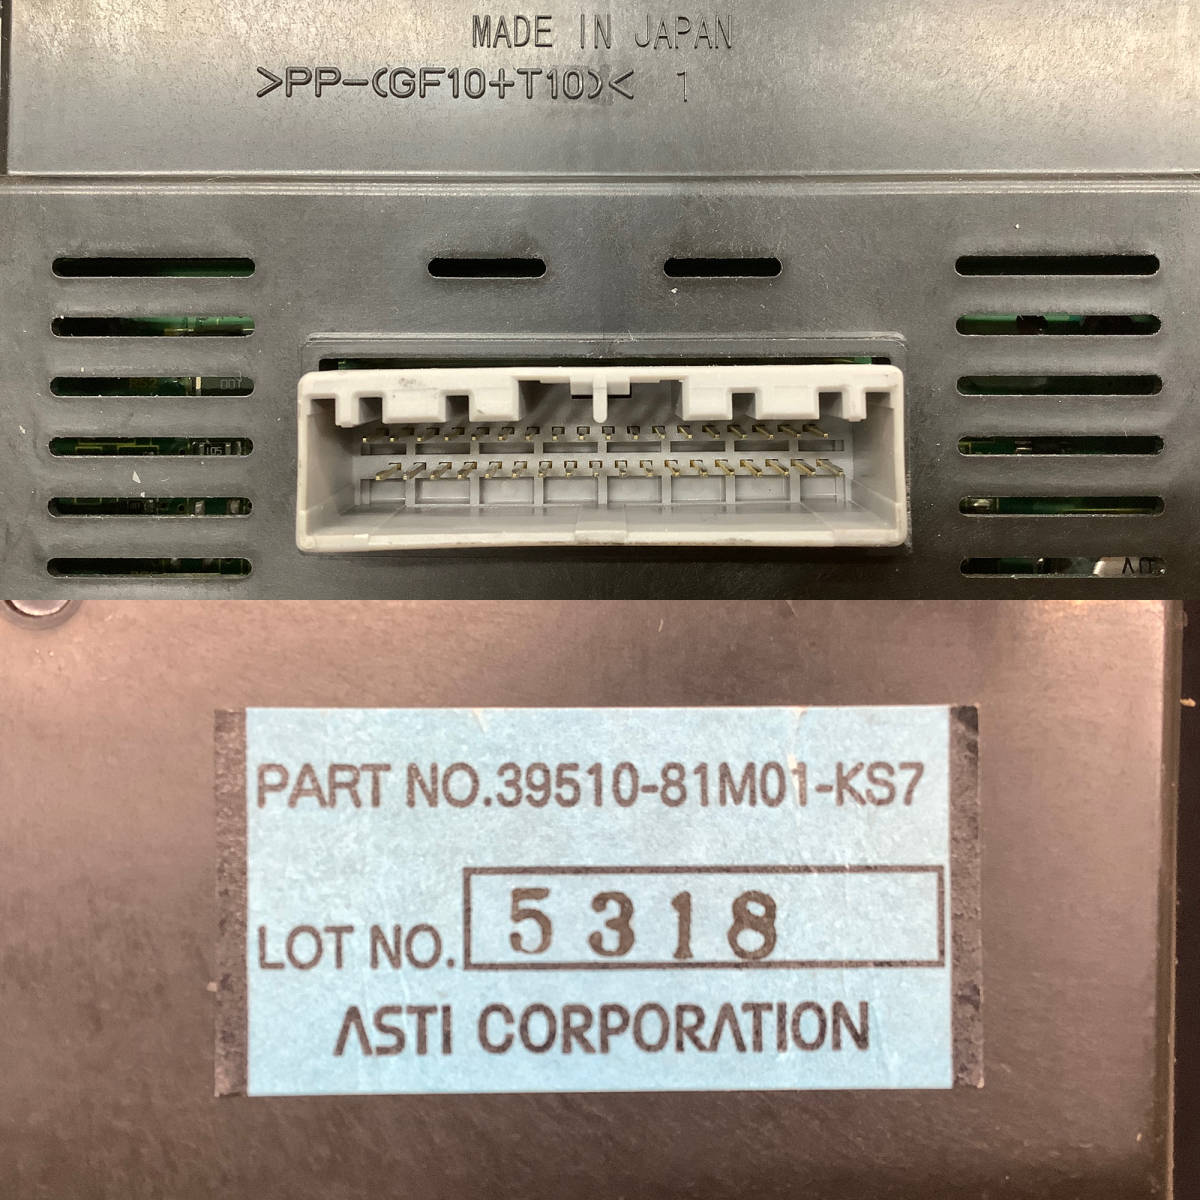 MADE IN JAPAN
>PP-(GF10+T10)< 1
PART NO.39510-81M01-KS7
LOT NO. 5318
ASTI CORPORATION